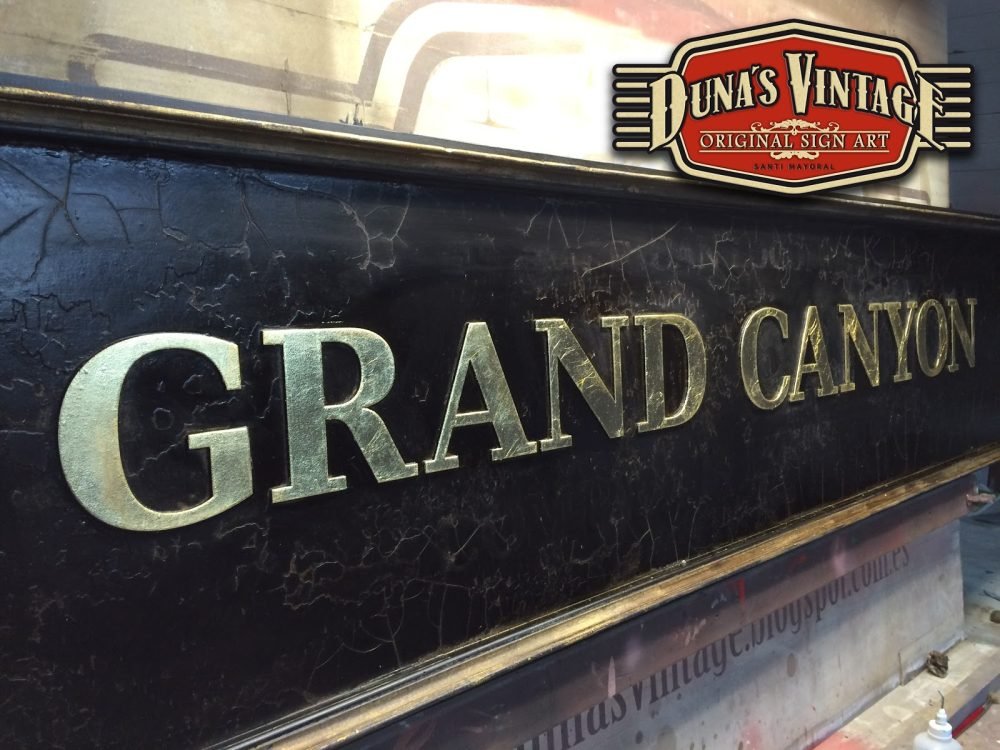 DUNA'S VINTAGE
ORIGINAL SIGN ART
SANTI MAYORAL
GRAND CANYON
dunasvintage.blogspot.com.es